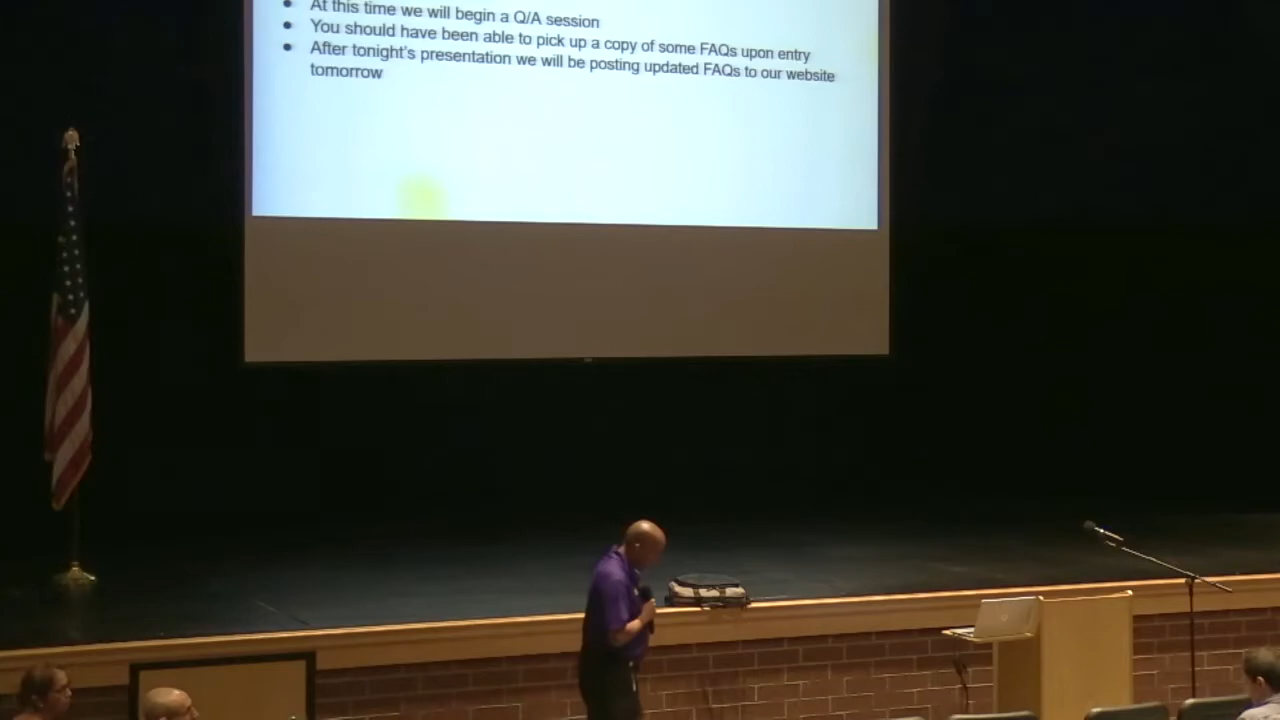 At this time we will begin a Q/A session
You should have been able to pick up a copy of some FAQs upon entry
After tonight's presentation we will be posting updated FAQs to our website
tomorrow